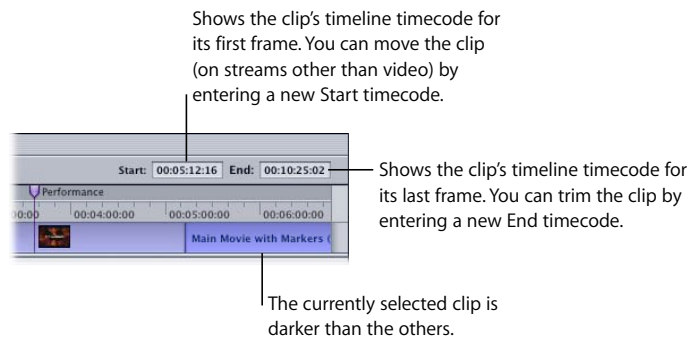 Shows the clip's timeline timecode for
its first frame. You can move the clip
(on streams other than video) by
entering a new Start timecode.
Start: 00:05:12:16 End: 00:10:25:02
Shows the clip's timeline timecode for
its last frame. You can trim the clip by
entering a new End timecode.
Performance
00:04:00:00 00:05:00:00 00:06:00:00
Main Movie with Markers (
The currently selected clip is
darker than the others.